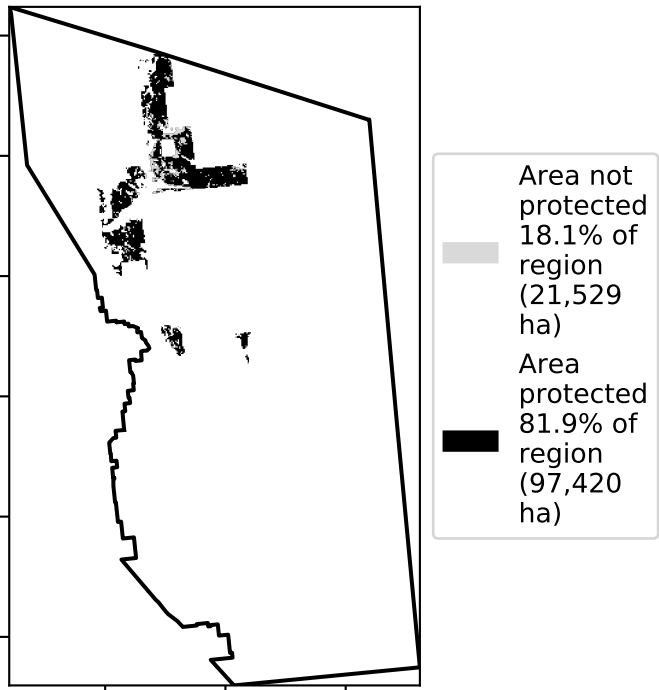 Area not
protected
18.1% of
region
(21,529
ha)
Area
protected
81.9% of
region
(97,420
ha)